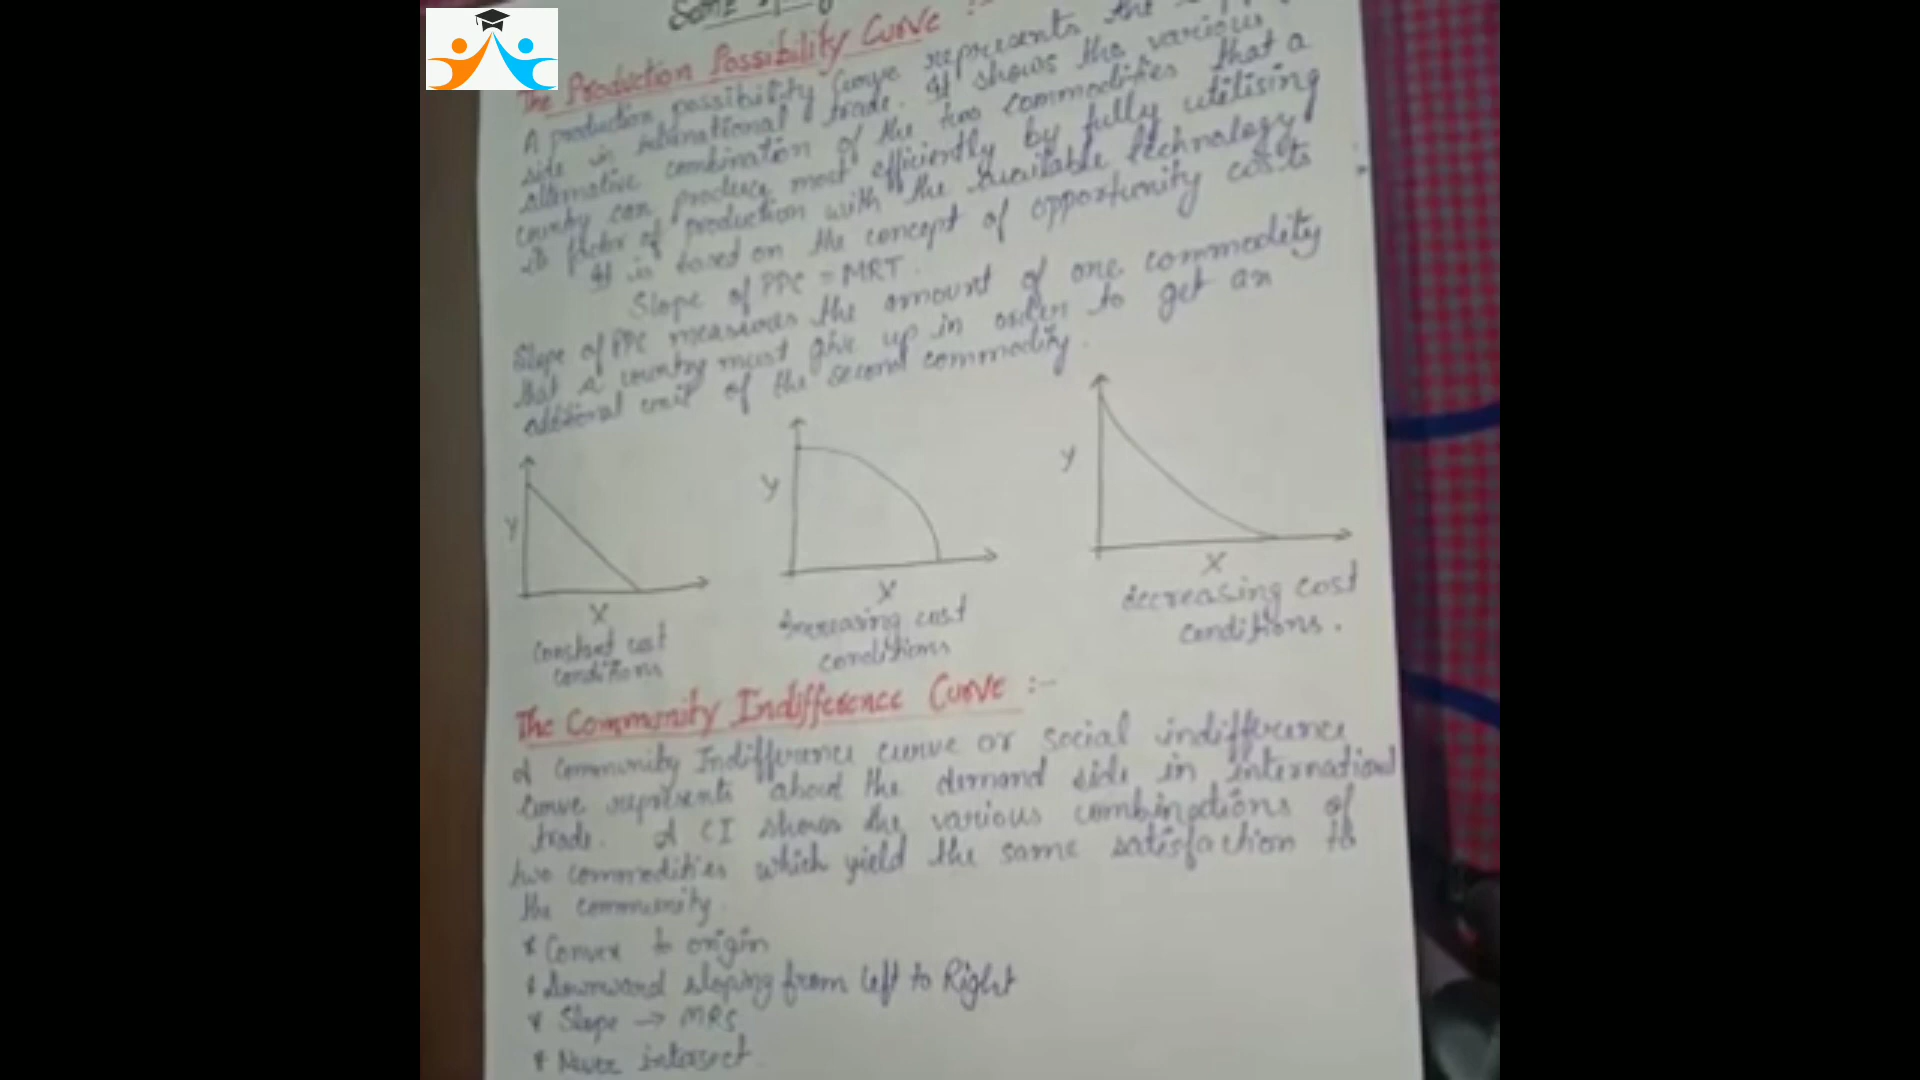 Some
The Production Possibility Curve :-
A production possibility curve represents the
side in international trade. It shows the various
alternative combination of the two commodities that a
country can produce most efficiently by fully utilising
its factor of production with the available technology.
It is based on the concept of opportunity costs
Slope of PPC = MRT.
Slope of PPC measures the amount of one commodity
that a country must give up in order to get an
additional unit of the second commodity.
Y
X
Constant cost
conditions
Y
X
Increasing cost
conditions
Y
X
decreasing cost
conditions.
The Community Indifference Curve :-
A Community Indifference curve or social indifference
curve represents about the demand side in international
trade. A CI shows the various combinations of
two commodities which yield the same satisfaction to
the community.
* Convex to origin
* downward sloping from left to Right
* Slope → MRS
* Never intersect.